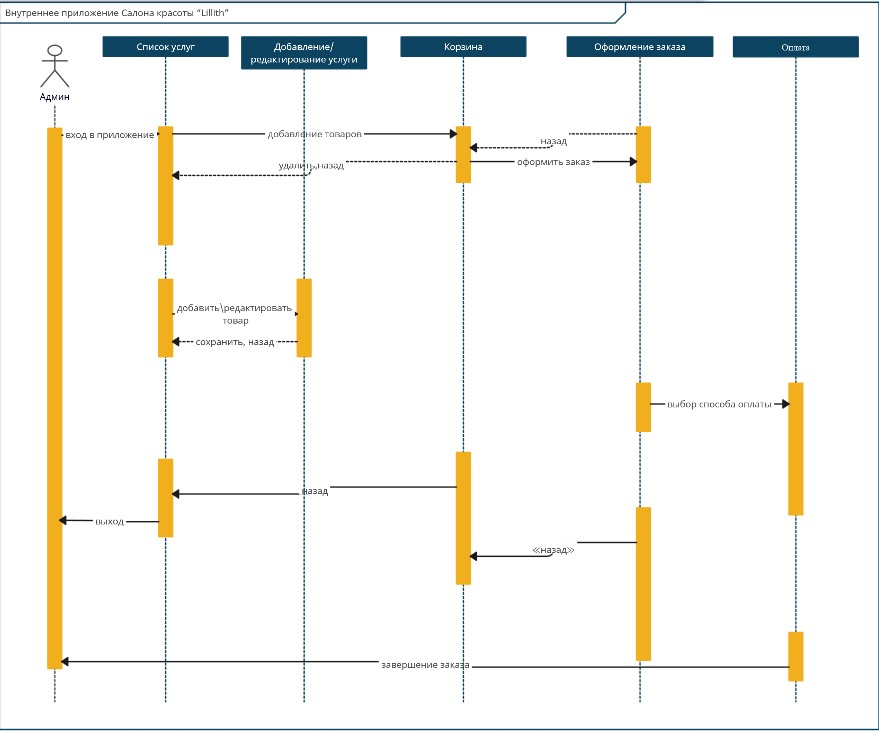 Внутреннее приложение Салона красоты "Lillith"
Админ
Список услуг
Добавление/
редактирование услуги
Корзина
Оформление заказа
Оплата
вход в приложение
добавление товаров
назад
удалить,назад
оформить заказ
добавить\редактировать
товар
сохранить, назад
выбор способа оплаты
назад
выход
«назад»
завершение заказа